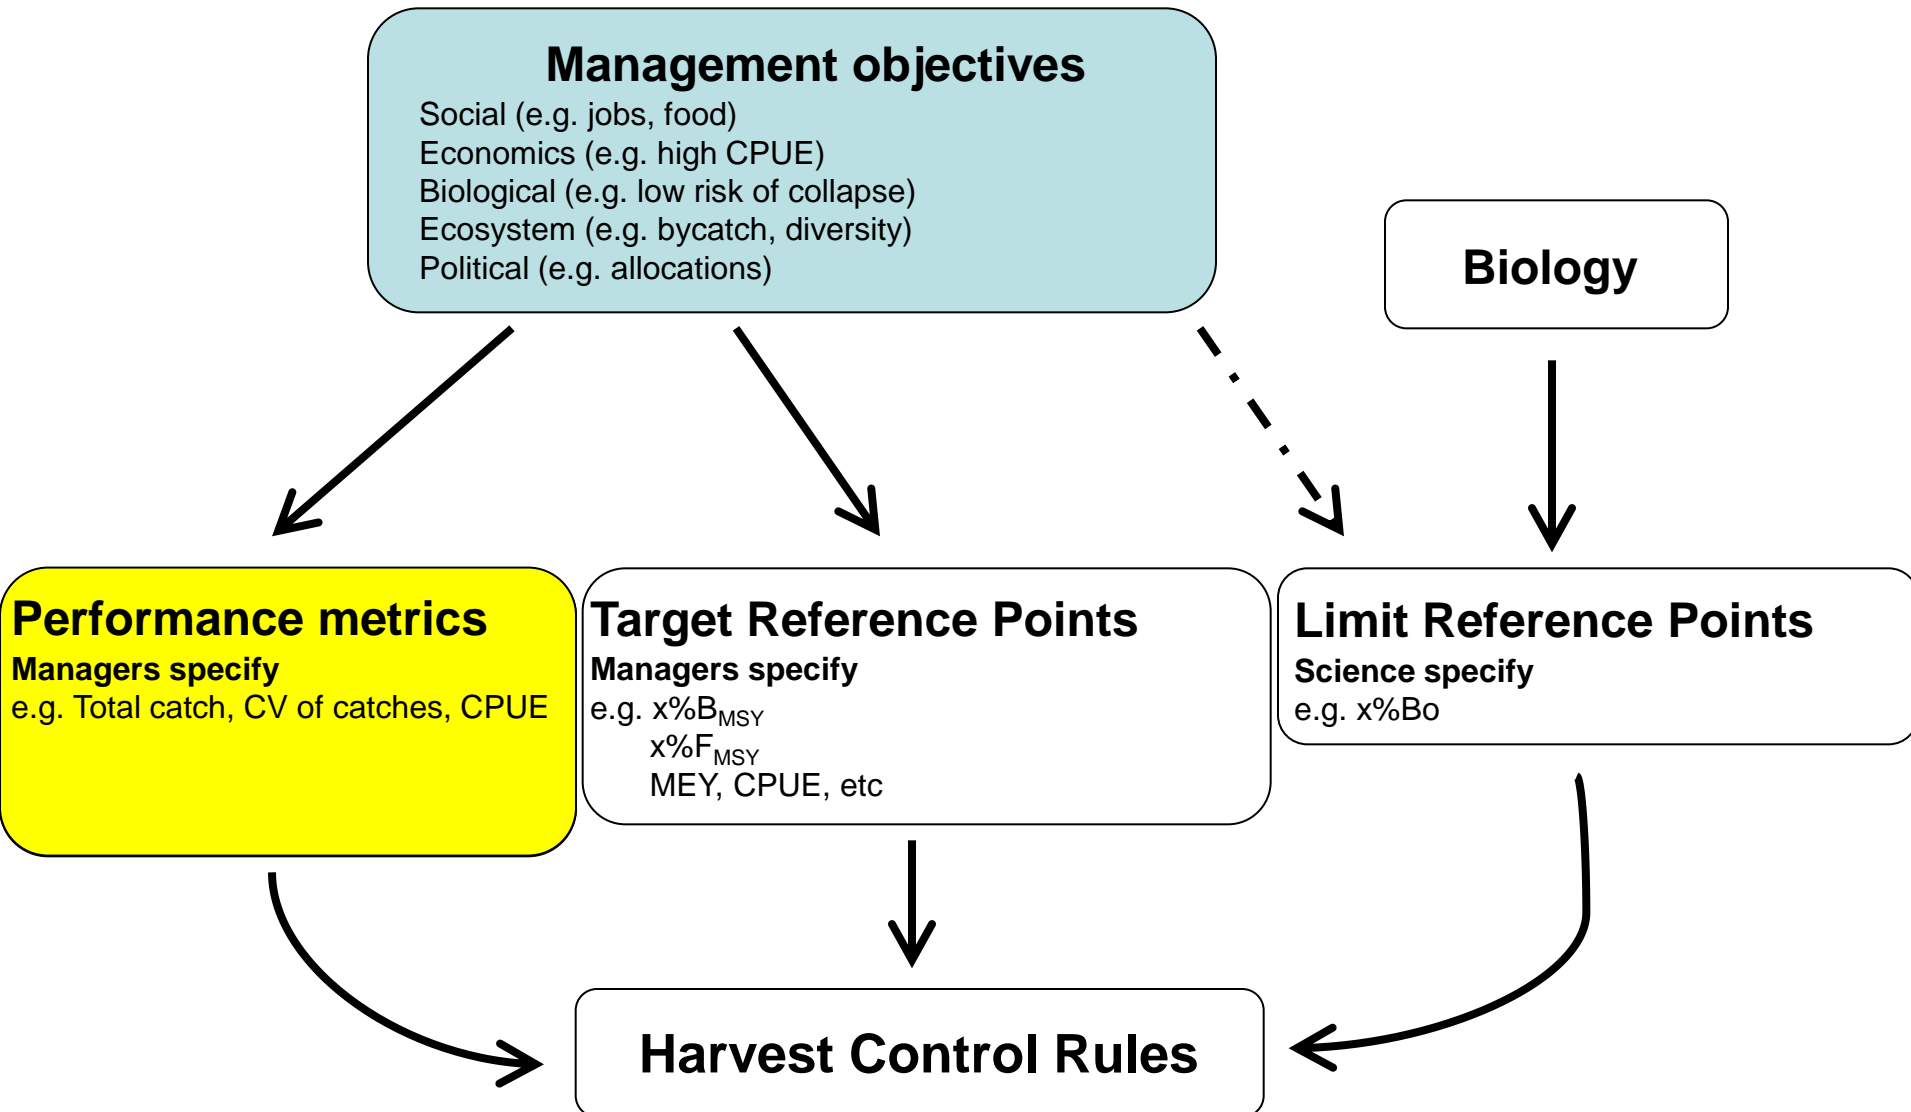 Management objectives
Social (e.g. jobs, food)
Economics (e.g. high CPUE)
Biological (e.g. low risk of collapse)
Ecosystem (e.g. bycatch, diversity)
Political (e.g. allocations)
Biology
Performance metrics
Managers specify
e.g. Total catch, CV of catches, CPUE
Target Reference Points
Managers specify
e.g. x%B_MSY
x%F_MSY
MEY, CPUE, etc
Limit Reference Points
Science specify
e.g. x%Bo
Harvest Control Rules